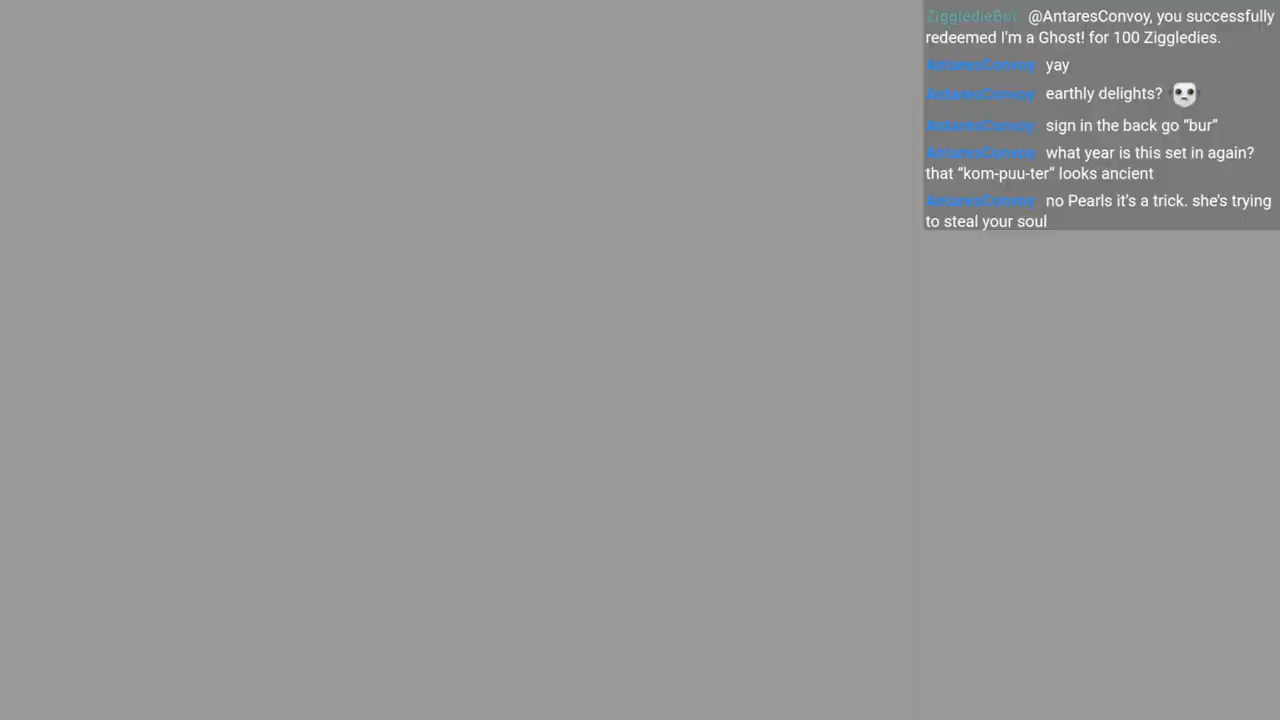 ZiggledieBot: @AntaresConvoy, you successfully
redeemed I'm a Ghost! for 100 Ziggledies.
AntaresConvoy: yay
AntaresConvoy: earthly delights?
AntaresConvoy: sign in the back go “bur”
AntaresConvoy: what year is this set in again?
that “kom-puu-ter” looks ancient
AntaresConvoy: no Pearls it's a trick. she's trying
to steal your soul